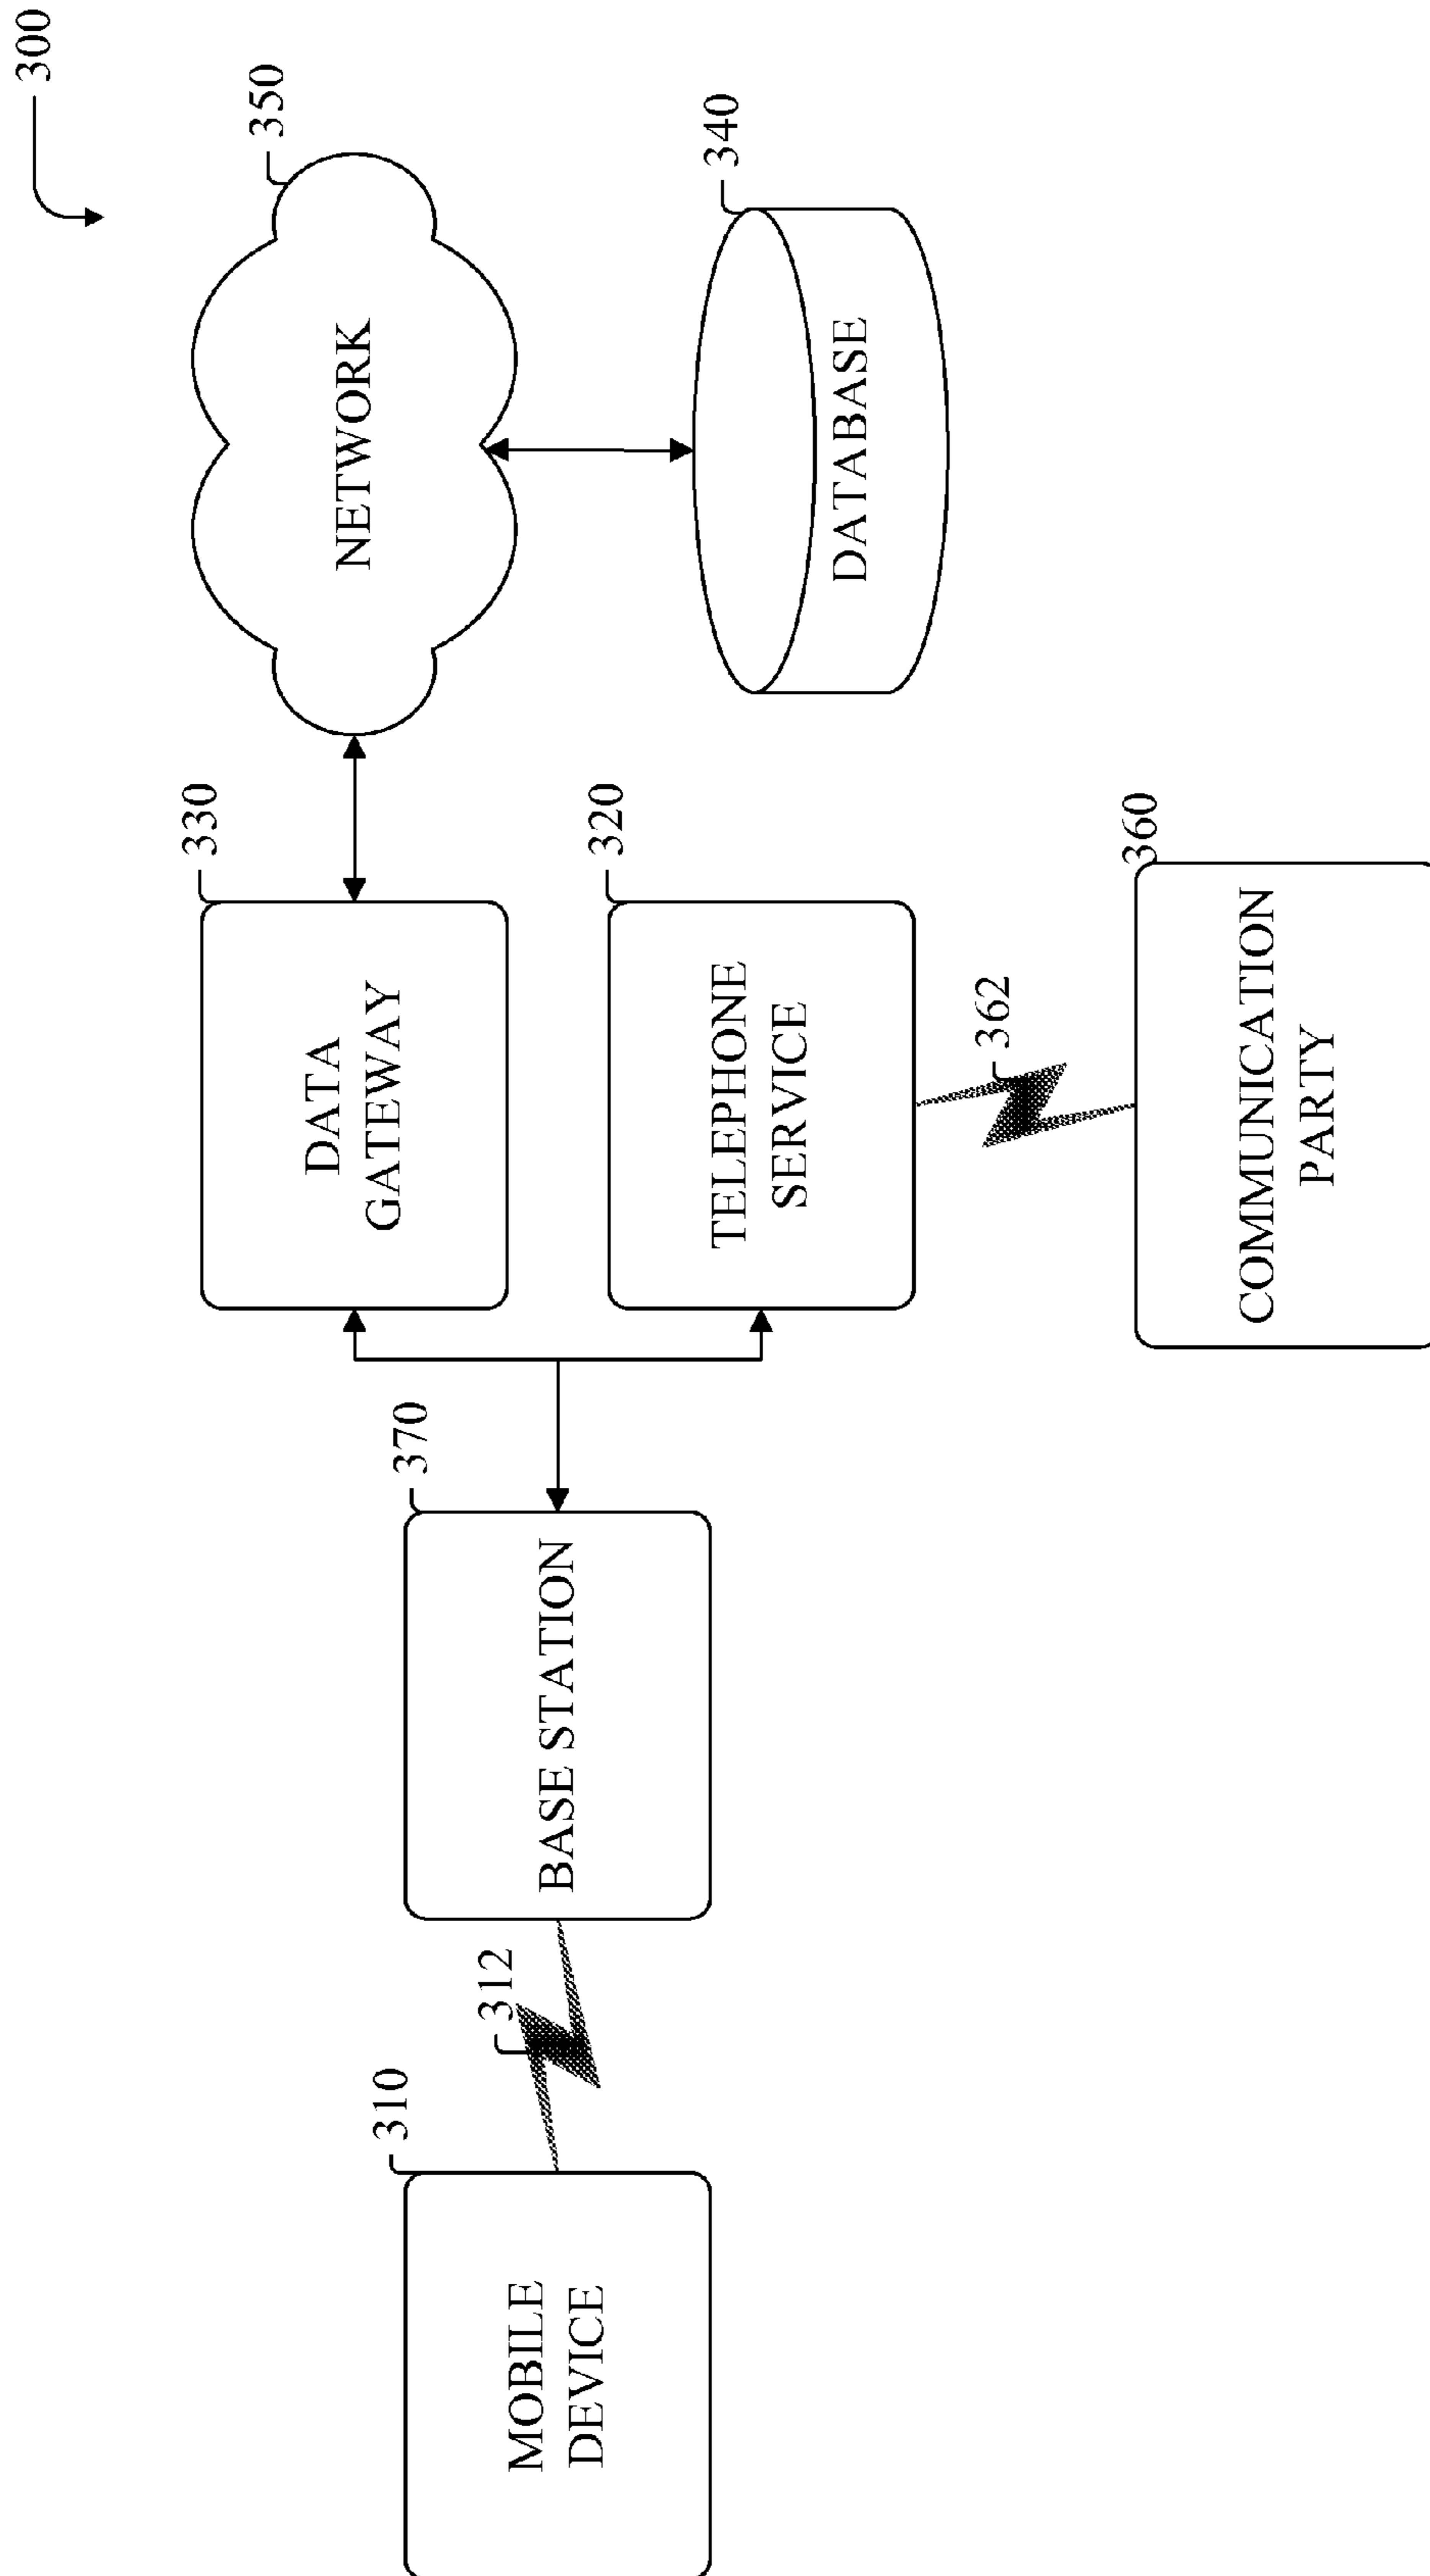 300
350
NETWORK
340
DATABASE
330
DATA
GATEWAY
320
TELEPHONE
SERVICE
362
360
COMMUNICATION
PARTY
370
BASE STATION
312
310
MOBILE
DEVICE